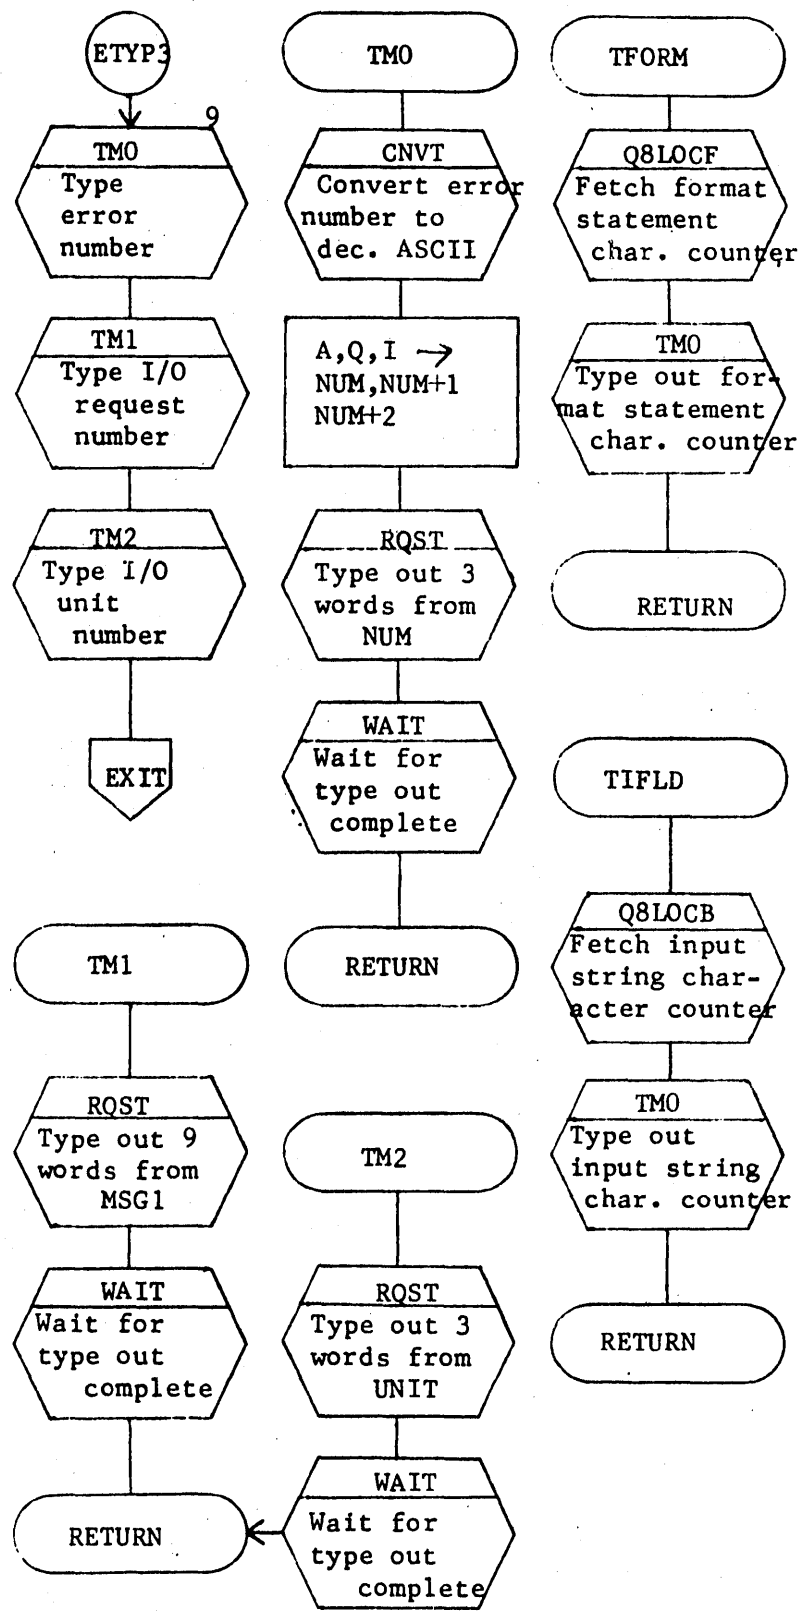 ETYP3
9
TM0
Type
error
number
TM1
Type I/O
request
number
TM2
Type I/O
unit
number
EXIT
TM0
CNVT
Convert error
number to
dec. ASCII
A,Q,I →
NUM,NUM+1
NUM+2
RQST
Type out 3
words from
NUM
WAIT
Wait for
type out
complete
RETURN
TFORM
Q8LOCF
Fetch format
statement
char. counter
TM0
Type out for-
mat statement
char. counter
RETURN
TIFLD
Q8LOCB
Fetch input
string char-
acter counter
TM0
Type out
input string
char. counter
RETURN
TM1
RQST
Type out 9
words from
MSG1
WAIT
Wait for
type out
complete
RETURN
TM2
RQST
Type out 3
words from
UNIT
WAIT
Wait for
type out
complete